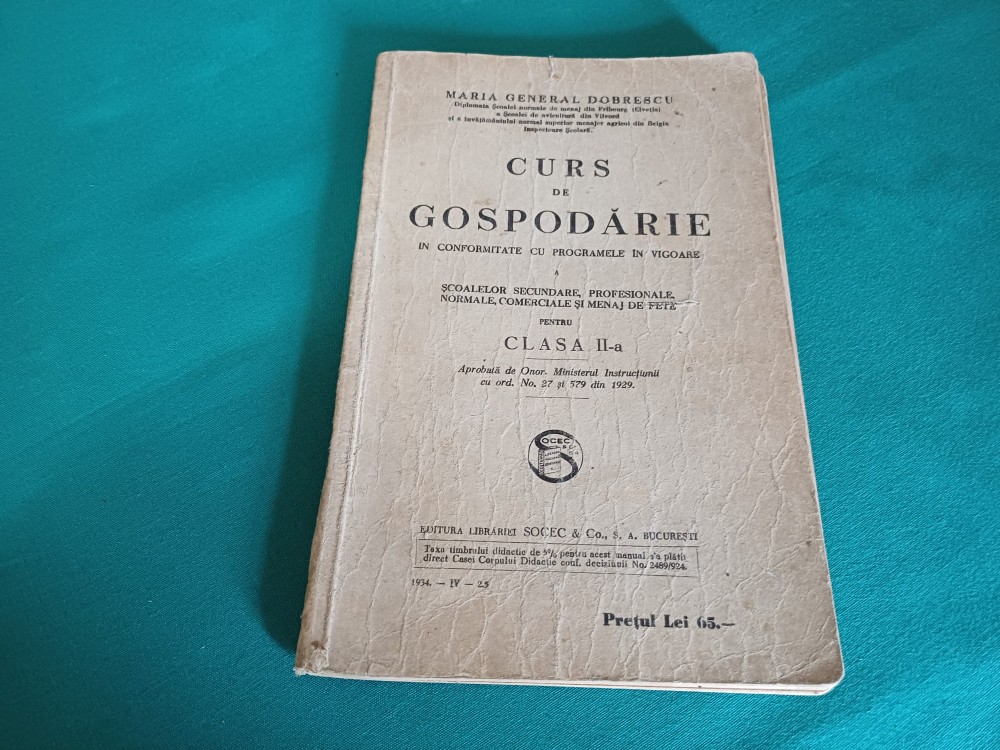 MARIA GENERAL DOBRESCU
Diplomata Școalei normale de menaj din Fribourg (Elveția)
a Școalei de avicultură din Vilvord
și a învățământului normal superior menajer agricol din Belgia
Inspectoare Școlară.
CURS
DE
GOSPODĂRIE
IN CONFORMITATE CU PROGRAMELE ÎN VIGOARE
A
ȘCOALELOR SECUNDARE, PROFESIONALE,
NORMALE, COMERCIALE ȘI MENAJ DE FETE
PENTRU
CLASA II-a
Aprobată de Onor. Ministerul Instrucțiunii
cu ord. No. 27 și 579 din 1929.
SOCEC
EDITURA LIBRĂRIEI SOCEC & Co., S. A. BUCUREȘTI
Taxa timbrului didactic de 5% pentru acest manual s'a plătit
direct Casei Corpului Didactic conf. deciziunii No. 2489/924.
1934. — IV — 25
Prețul Lei 65.—